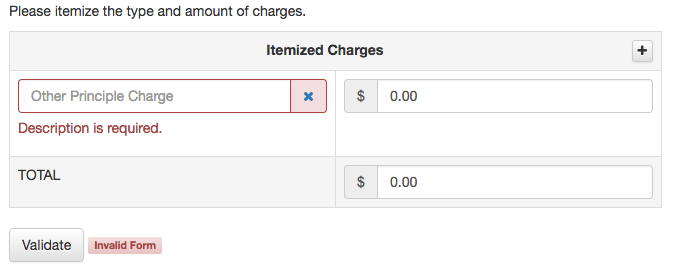 Please itemize the type and amount of charges.
Itemized Charges +
Other Principle Charge × $ 0.00
Description is required.
TOTAL $ 0.00
Validate Invalid Form